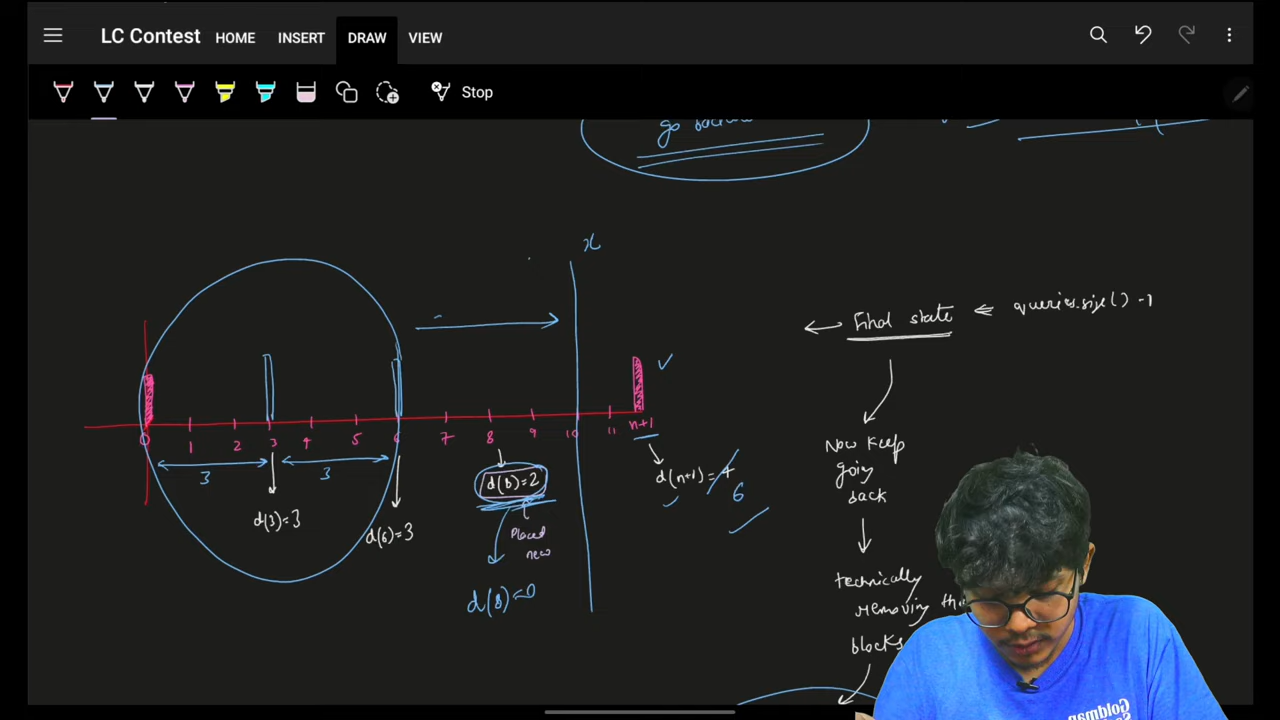 LC Contest HOME INSERT DRAW VIEW
Stop
go
x
Final state ⇐ queries.size() -1
0 1 2 3 4 5 6 7 8 9 10 11 n+1
3 3
d(3)=3
d(6)=3
d(8)=2
Placed
new
d(8)=0
d(n+1)=4
6
Now keep
going
back
technically
removing
blocks
Goldman